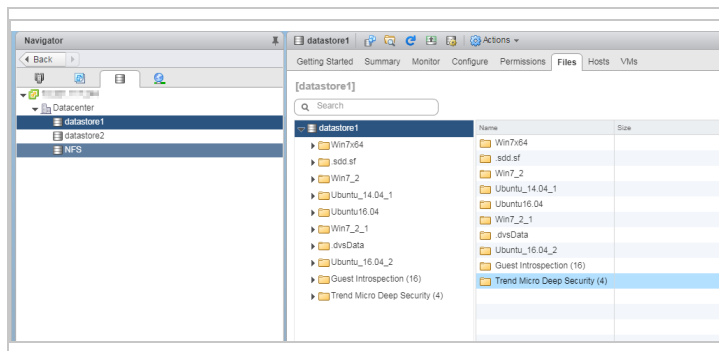 Navigator
Back
Datacenter
datastore1
datastore2
NFS
datastore1
Actions
Getting Started Summary Monitor Configure Permissions Files Hosts VMs
[datastore1]
Search
datastore1
Win7x64
.sdd.sf
Win7_2
Ubuntu_14.04_1
Ubuntu16.04
Win7_2_1
.dvsData
Ubuntu_16.04_2
Guest Introspection (16)
Trend Micro Deep Security (4)
Name Size
Win7x64
.sdd.sf
Win7_2
Ubuntu_14.04_1
Ubuntu16.04
Win7_2_1
.dvsData
Ubuntu_16.04_2
Guest Introspection (16)
Trend Micro Deep Security (4)